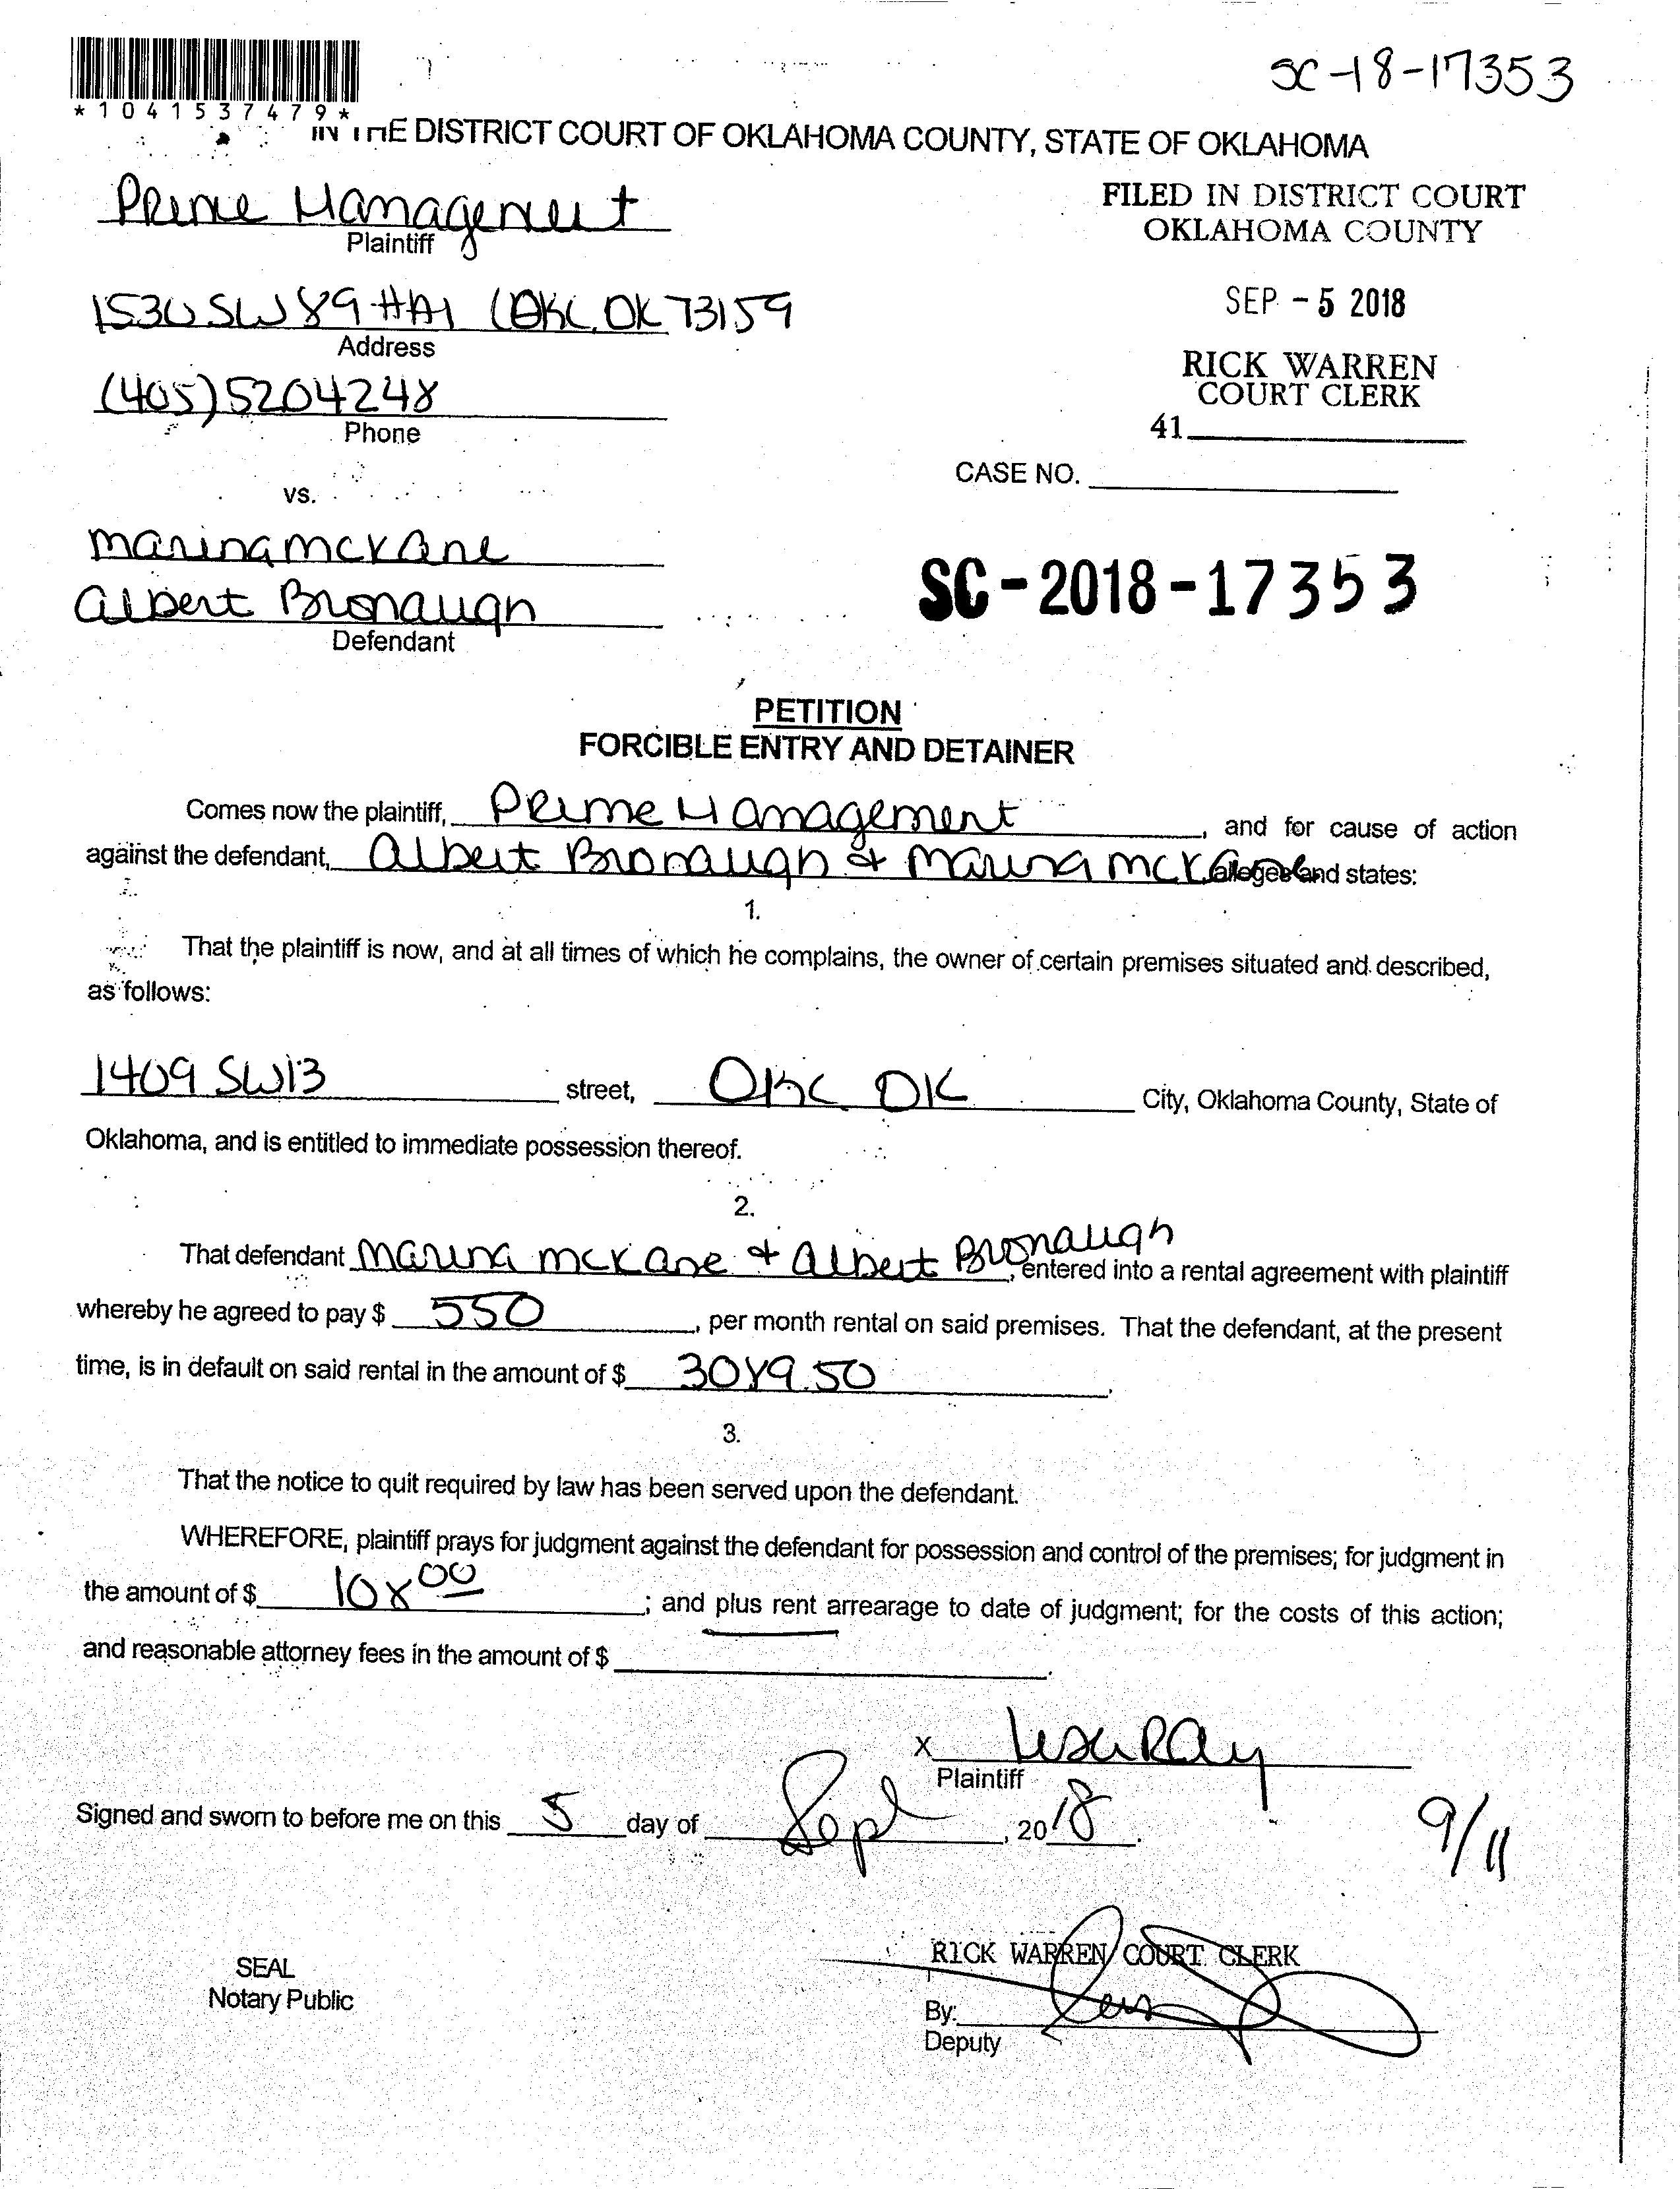 SC-18-17353
*1041537479*
IN THE DISTRICT COURT OF OKLAHOMA COUNTY, STATE OF OKLAHOMA
Prime Management
Plaintiff
FILED IN DISTRICT COURT
OKLAHOMA COUNTY
1530 SW 89 #A1 OKC OK 73159
Address
SEP - 5 2018
(405) 5204248
Phone
RICK WARREN
COURT CLERK
41
CASE NO.
vs.
Marina McKane
Albert Bronaugh
Defendant
SC - 2018 - 17353
PETITION
FORCIBLE ENTRY AND DETAINER
Comes now the plaintiff, Prime Management, and for cause of action
against the defendant, Albert Bronaugh & Marina McKane alleges and states:
1.
That the plaintiff is now, and at all times of which he complains, the owner of certain premises situated and described,
as follows:
1409 SW13 street, OKC OK City, Oklahoma County, State of
Oklahoma, and is entitled to immediate possession thereof.
2.
That defendant Marina McKane & Albert Bronaugh, entered into a rental agreement with plaintiff
whereby he agreed to pay $ 550, per month rental on said premises. That the defendant, at the present
time, is in default on said rental in the amount of $ 3089.50.
3.
That the notice to quit required by law has been served upon the defendant.
WHEREFORE, plaintiff prays for judgment against the defendant for possession and control of the premises; for judgment in
the amount of $ 108 00; and plus rent arrearage to date of judgment; for the costs of this action;
and reasonable attorney fees in the amount of $.
x Lesa Ray
Plaintiff
Signed and sworn to before me on this 5 day of Sept, 2018.
9/11
SEAL
Notary Public
RICK WARREN COURT CLERK
By:
Deputy